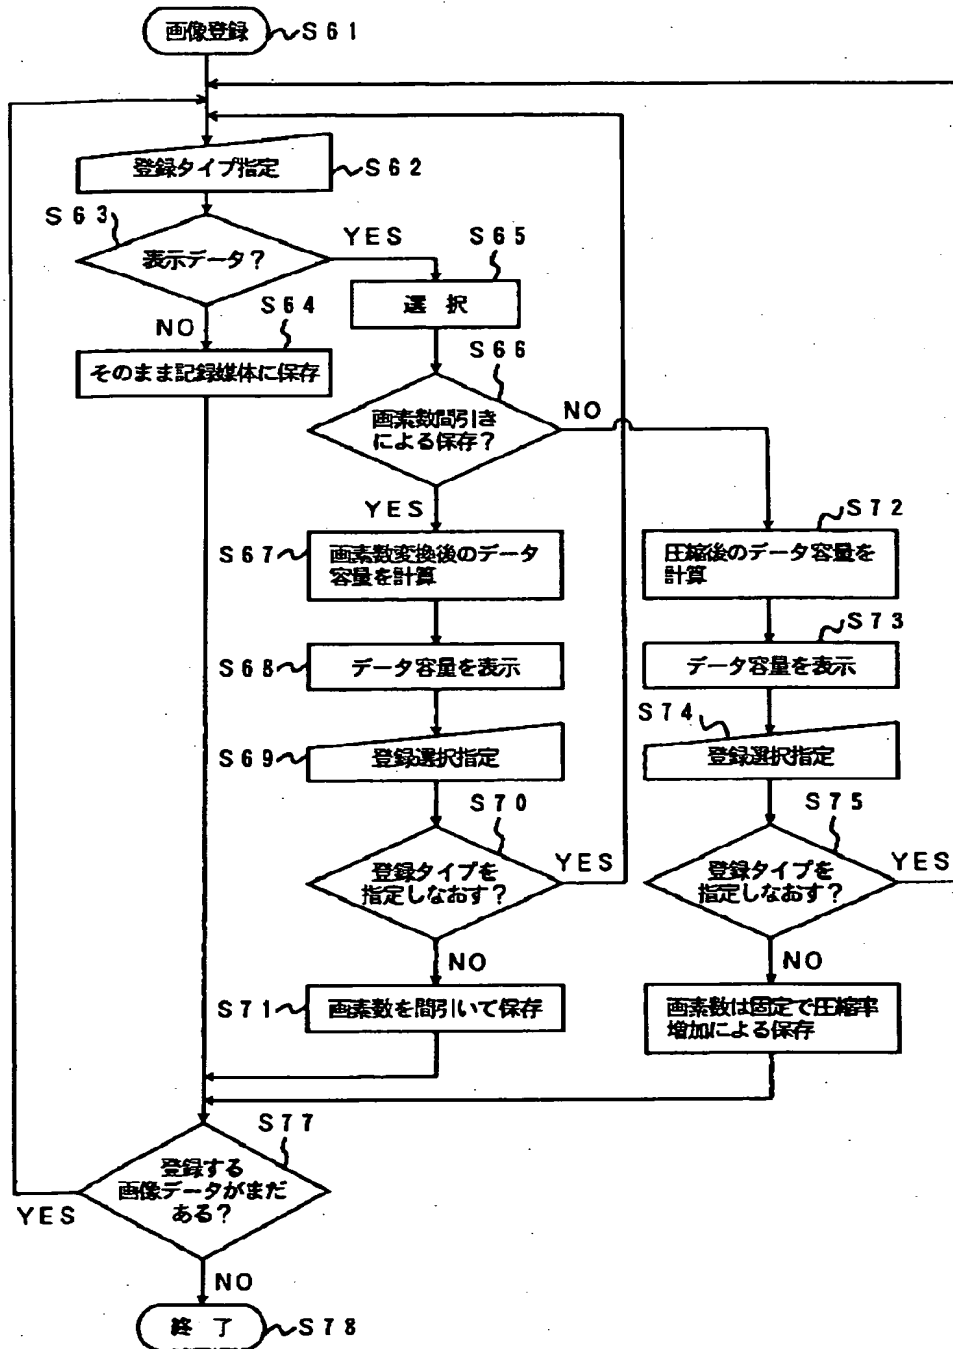 画像登録 S61
登録タイプ指定 S62
S63
表示データ?
YES
S65
選 択
NO
S64
そのまま記録媒体に保存
S66
画素数間引き
による保存?
NO
YES
S67
画素数変換後のデータ
容量を計算
S72
圧縮後のデータ容量を
計算
S68
データ容量を表示
S73
データ容量を表示
S69
登録選択指定
S74
登録選択指定
S70
登録タイプを
指定しなおす?
YES
S75
登録タイプを
指定しなおす?
YES
NO
S71
画素数を間引いて保存
NO
画素数は固定で圧縮率
増加による保存
S77
登録する
画像データがまだ
ある?
YES
NO
終 了 S78